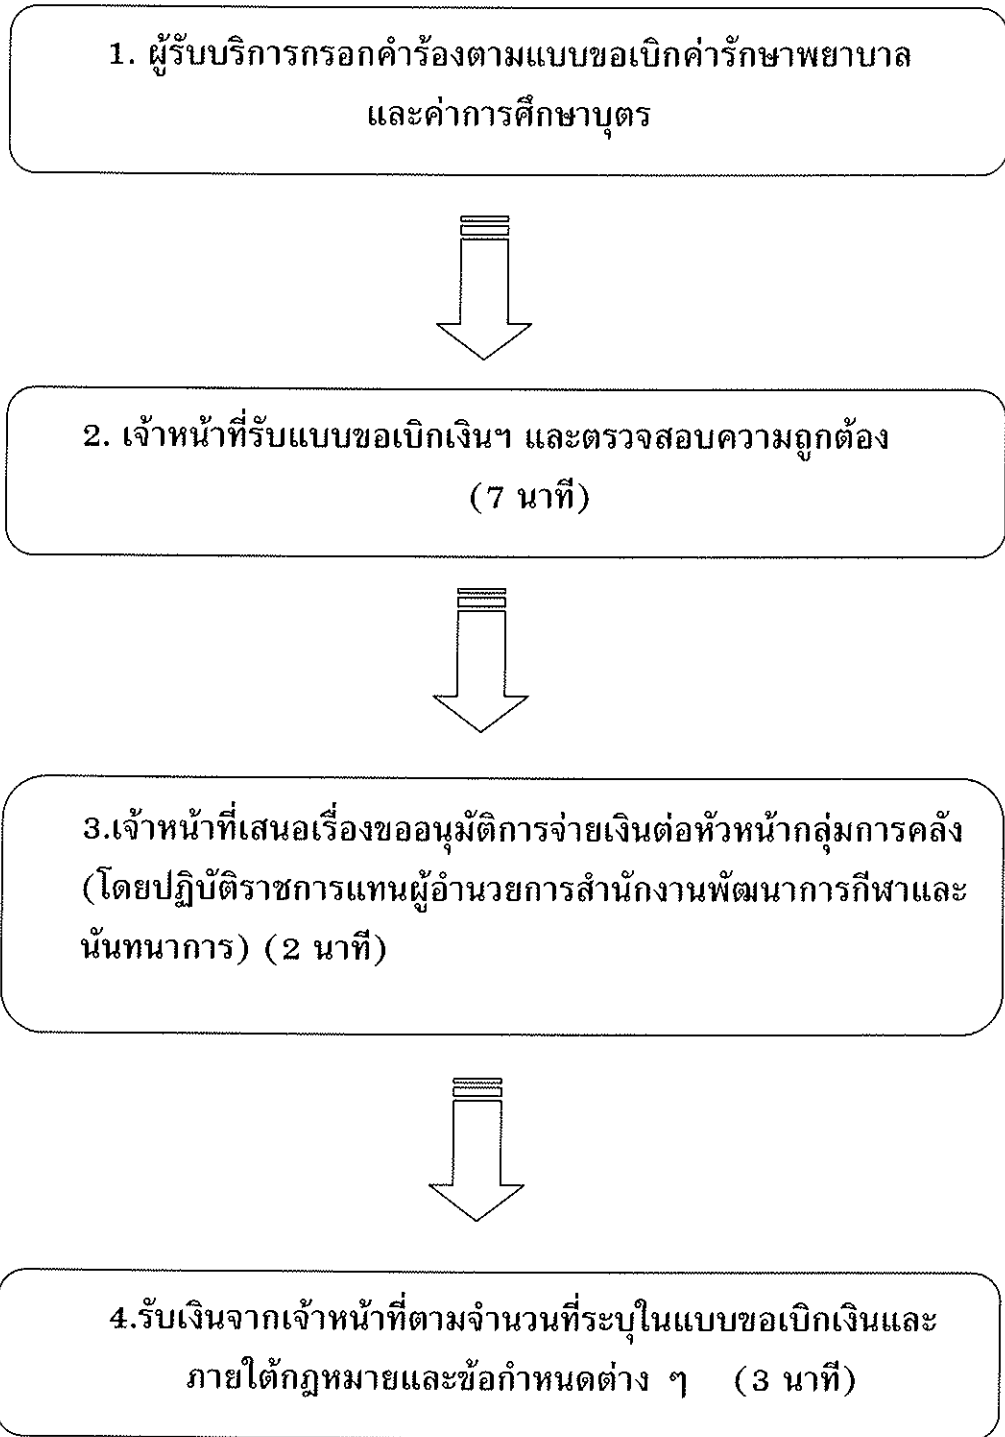 1. ผู้รับบริการกรอกคำร้องตามแบบขอเบิกค่ารักษาพยาบาล
และค่าการศึกษาบุตร
2. เจ้าหน้าที่รับแบบขอเบิกเงินฯ และตรวจสอบความถูกต้อง
(7 นาที)
3.เจ้าหน้าที่เสนอเรื่องขออนุมัติการจ่ายเงินต่อหัวหน้ากลุ่มการคลัง
(โดยปฏิบัติราชการแทนผู้อำนวยการสำนักงานพัฒนาการกีฬาและ
นันทนาการ) (2 นาที)
4.รับเงินจากเจ้าหน้าที่ตามจำนวนที่ระบุในแบบขอเบิกเงินและ
ภายใต้กฎหมายและข้อกำหนดต่าง ๆ (3 นาที)